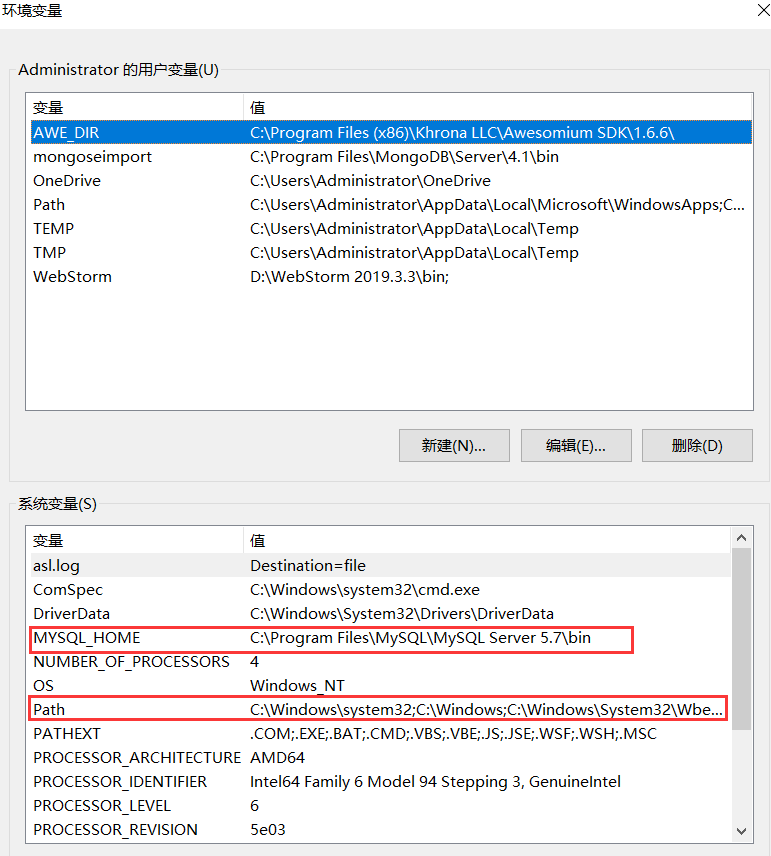 环境变量
Administrator 的用户变量(U)
变量 值
AWE_DIR C:\Program Files (x86)\Khrona LLC\Awesomium SDK\1.6.6\
mongoseimport C:\Program Files\MongoDB\Server\4.1\bin
OneDrive C:\Users\Administrator\OneDrive
Path C:\Users\Administrator\AppData\Local\Microsoft\WindowsApps;C...
TEMP C:\Users\Administrator\AppData\Local\Temp
TMP C:\Users\Administrator\AppData\Local\Temp
WebStorm D:\WebStorm 2019.3.3\bin;
新建(N)... 编辑(E)... 删除(D)
系统变量(S)
变量 值
asl.log Destination=file
ComSpec C:\Windows\system32\cmd.exe
DriverData C:\Windows\System32\Drivers\DriverData
MYSQL_HOME C:\Program Files\MySQL\MySQL Server 5.7\bin
NUMBER_OF_PROCESSORS 4
OS Windows_NT
Path C:\Windows\system32;C:\Windows;C:\Windows\System32\Wbe...
PATHEXT .COM;.EXE;.BAT;.CMD;.VBS;.VBE;.JS;.JSE;.WSF;.WSH;.MSC
PROCESSOR_ARCHITECTURE AMD64
PROCESSOR_IDENTIFIER Intel64 Family 6 Model 94 Stepping 3, GenuineIntel
PROCESSOR_LEVEL 6
PROCESSOR_REVISION 5e03